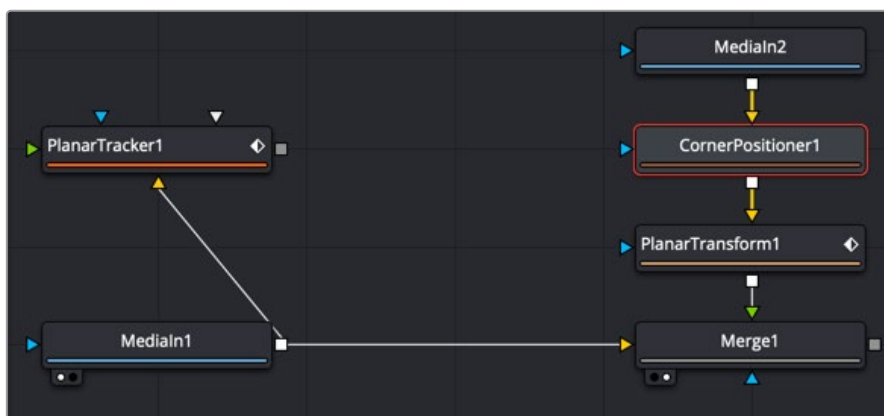 MediaIn2
PlanarTracker1
CornerPositioner1
PlanarTransform1
MediaIn1
Merge1